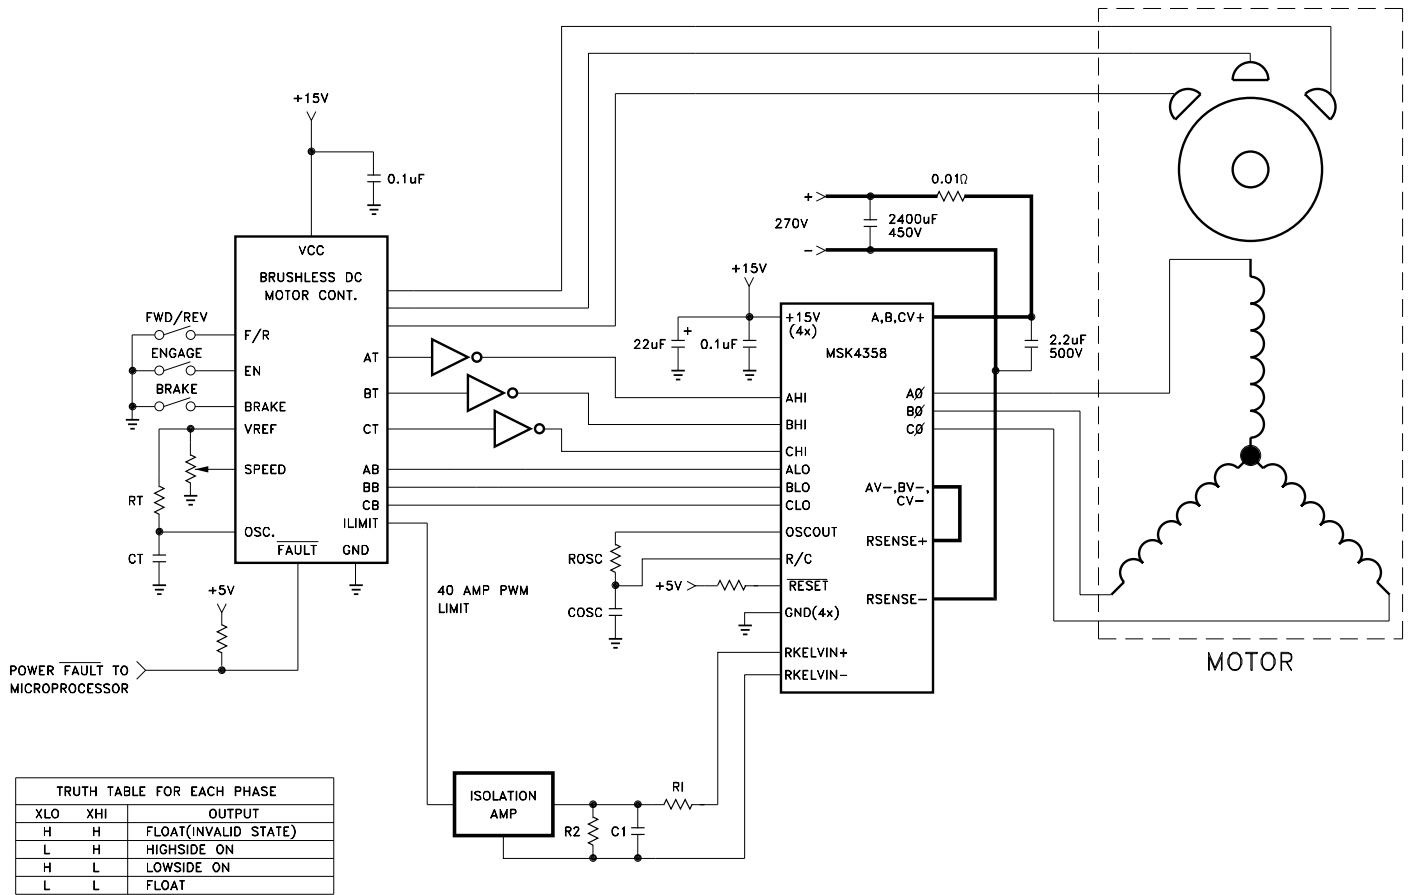 +15V
0.1uF
VCC
BRUSHLESS DC
MOTOR CONT.
FWD/REV
F/R
ENGAGE
EN
BRAKE
BRAKE
VREF
SPEED
RT
OSC.
CT
FAULT
GND
AT
BT
CT
AB
BB
CB
ILIMIT
+5V
POWER FAULT TO
MICROPROCESSOR
40 AMP PWM
LIMIT
+
270V
-
0.01Ω
2400uF
450V
+15V
+
22uF
0.1uF
+15V
(4x)
A,B,CV+
MSK4358
2.2uF
500V
AHI
BHI
CHI
ALO
BLO
CLO
OSCOUT
R/C
RESET
GND(4x)
RKELVIN+
RKELVIN-
AØ
BØ
CØ
AV-,BV-,
CV-
RSENSE+
RSENSE-
ROSC
COSC
+5V
MOTOR
ISOLATION
AMP
R1
R2
C1
TRUTH TABLE FOR EACH PHASE
XLO XHI OUTPUT
H H FLOAT(INVALID STATE)
L H HIGHSIDE ON
H L LOWSIDE ON
L L FLOAT